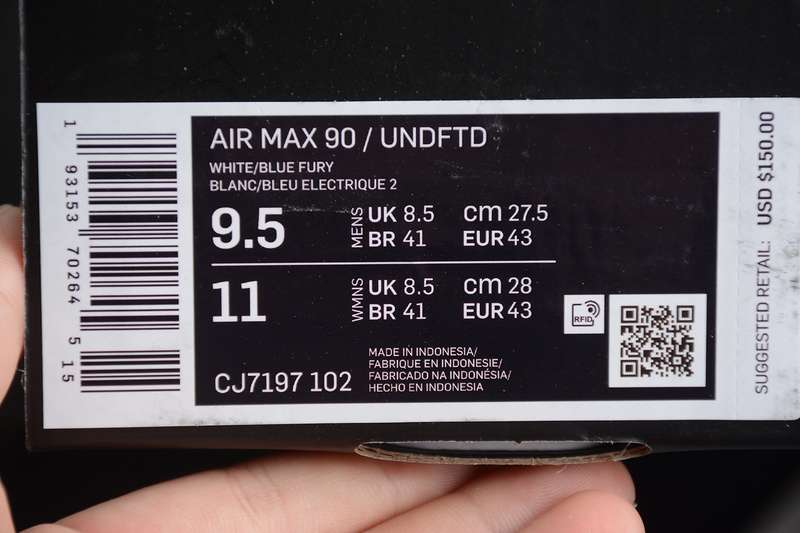 1
93153
70264
5
15
AIR MAX 90 / UNDFTD
WHITE/BLUE FURY
BLANC/BLEU ELECTRIQUE 2
9.5
MENS
UK 8.5
cm 27.5
BR 41
EUR 43
11
WMNS
UK 8.5
cm 28
BR 41
EUR 43
RFID
CJ7197 102
MADE IN INDONESIA/
FABRIQUE EN INDONESIE/
FABRICADO NA INDONÉSIA/
HECHO EN INDONESIA
SUGGESTED RETAIL: USD $150.00